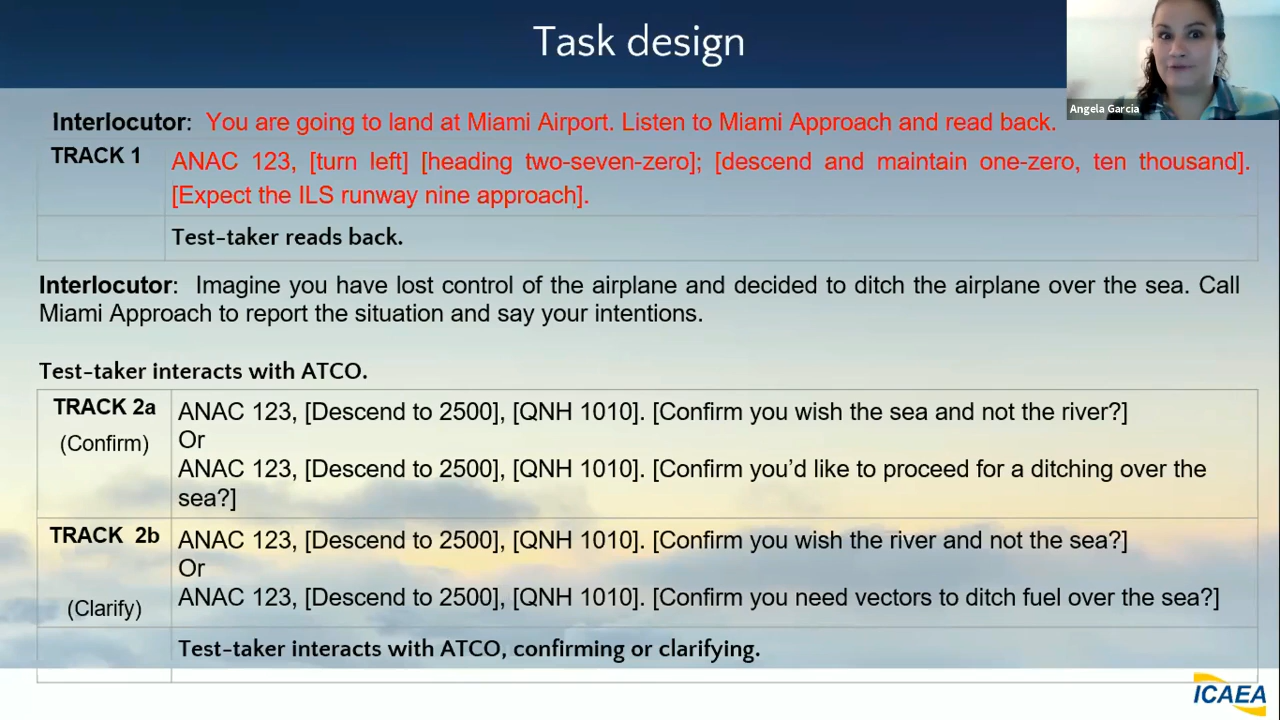 Task design
Angela Garcia
Interlocutor: You are going to land at Miami Airport. Listen to Miami Approach and read back.
TRACK 1
ANAC 123, [turn left] [heading two-seven-zero]; [descend and maintain one-zero, ten thousand].
[Expect the ILS runway nine approach].
Test-taker reads back.
Interlocutor: Imagine you have lost control of the airplane and decided to ditch the airplane over the sea. Call
Miami Approach to report the situation and say your intentions.
Test-taker interacts with ATCO.
TRACK 2a
(Confirm)
ANAC 123, [Descend to 2500], [QNH 1010]. [Confirm you wish the sea and not the river?]
Or
ANAC 123, [Descend to 2500], [QNH 1010]. [Confirm you’d like to proceed for a ditching over the
sea?]
TRACK 2b
(Clarify)
ANAC 123, [Descend to 2500], [QNH 1010]. [Confirm you wish the river and not the sea?]
Or
ANAC 123, [Descend to 2500], [QNH 1010]. [Confirm you need vectors to ditch fuel over the sea?]
Test-taker interacts with ATCO, confirming or clarifying.
ICAEA